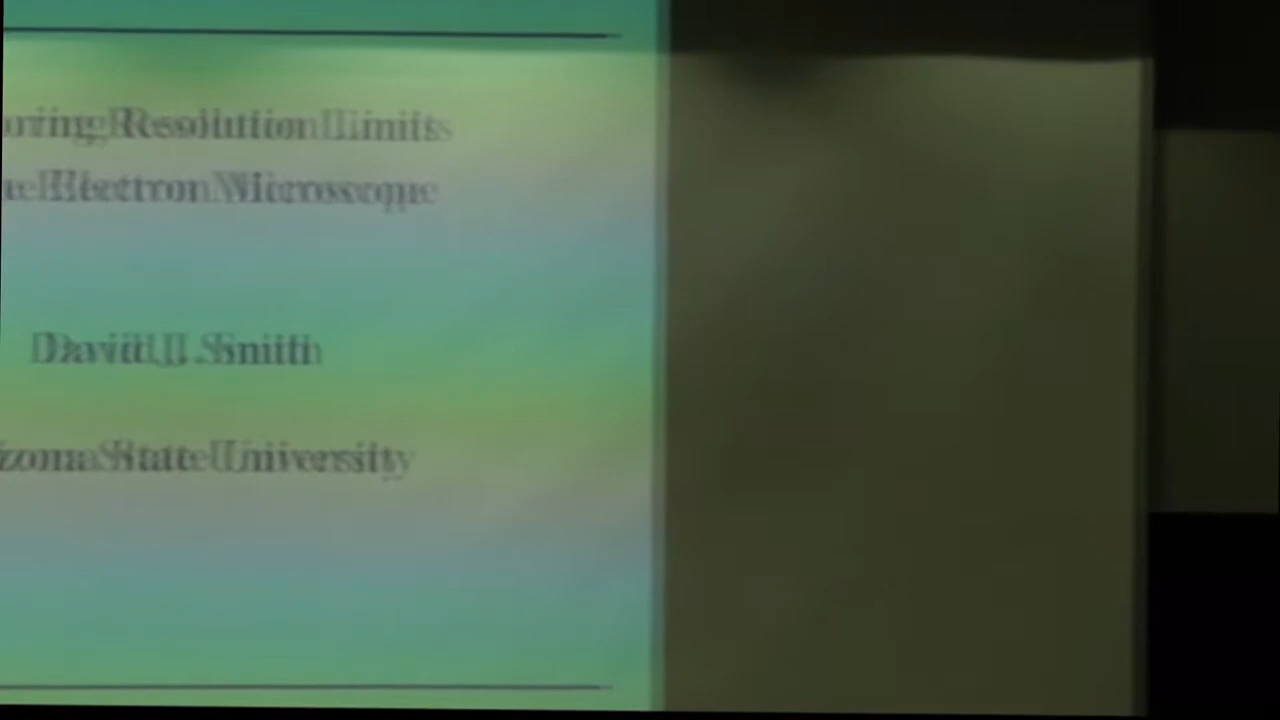 oring Resolution Limits
e Electron Microscope
David J. Smith
izona State University